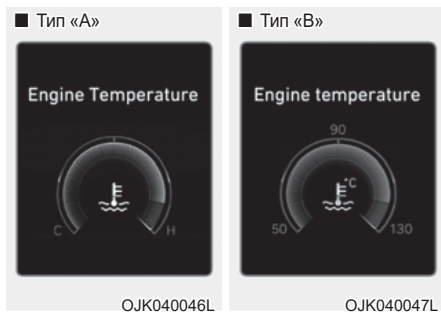 ■ Тип «А»
Engine Temperature
C
H
OJK040046L
■ Тип «В»
Engine temperature
90
°C
50
130
OJK040047L